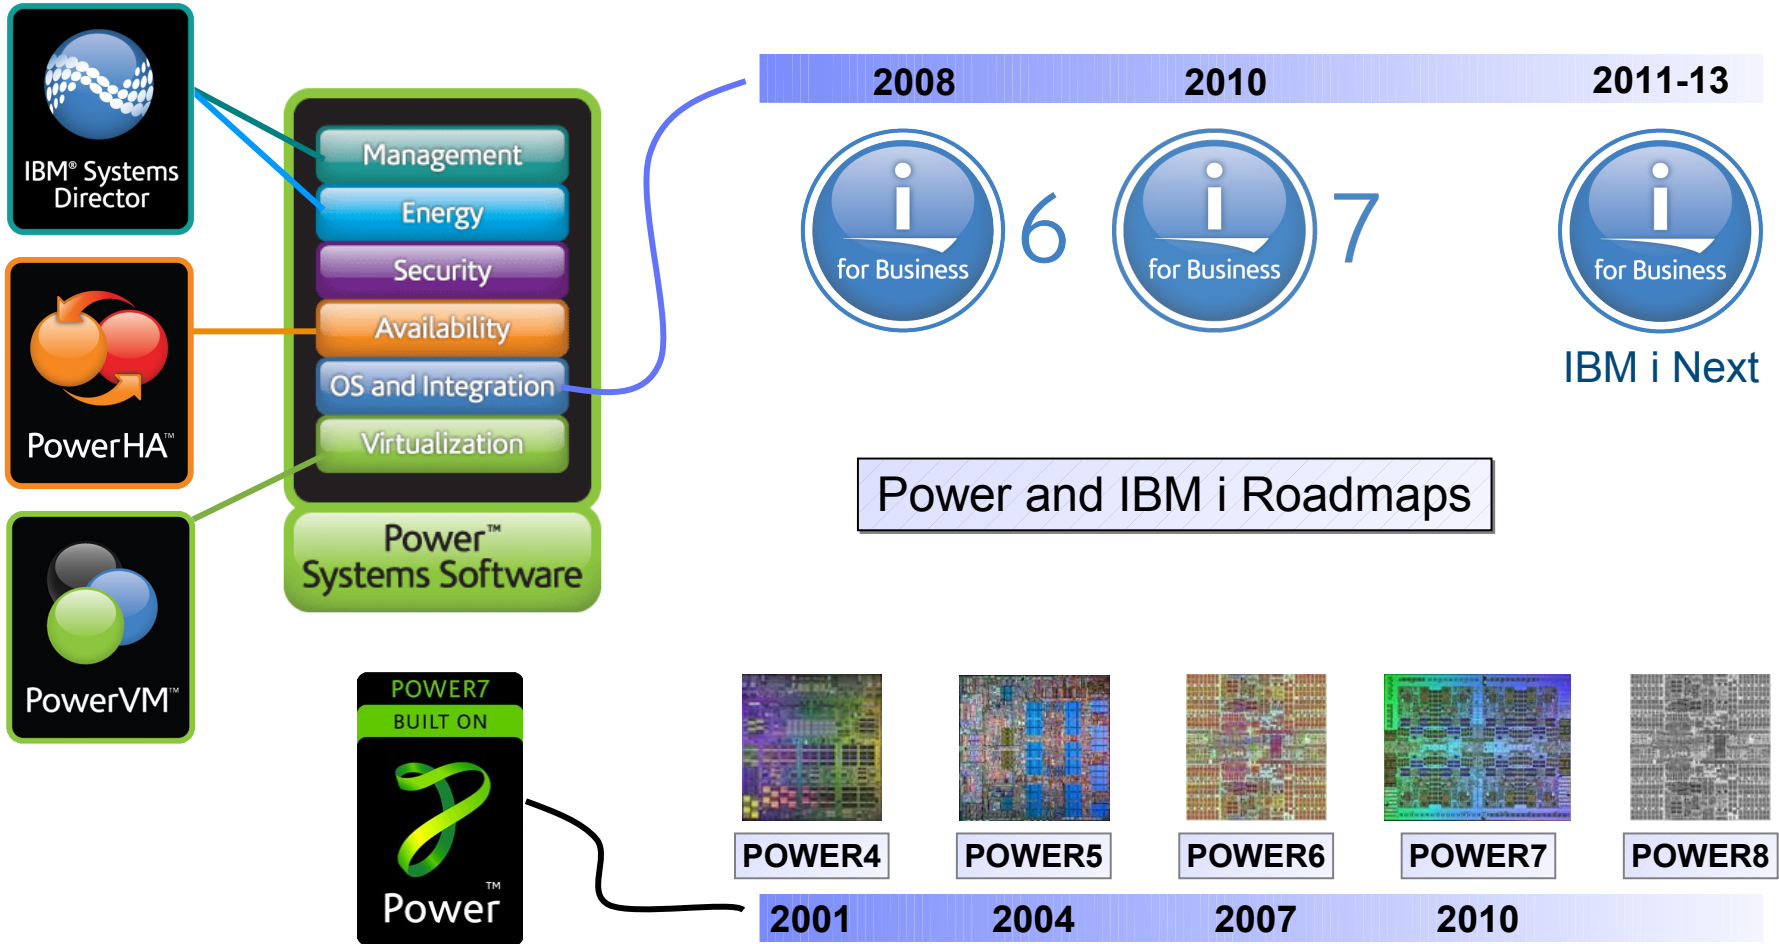 IBM® Systems
Director
PowerHA™
PowerVM™
Management
Energy
Security
Availability
OS and Integration
Virtualization
Power™
Systems Software
2008
2010
2011-13
i
for Business
6
i
for Business
7
i
for Business
IBM i Next
Power and IBM i Roadmaps
POWER7
BUILT ON
Power™
POWER4
POWER5
POWER6
POWER7
POWER8
2001
2004
2007
2010